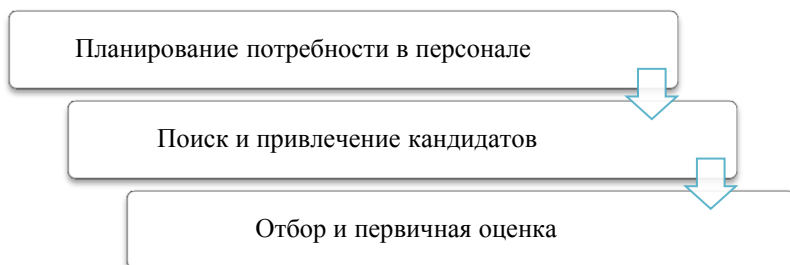 Планирование потребности в персонале
Поиск и привлечение кандидатов
Отбор и первичная оценка